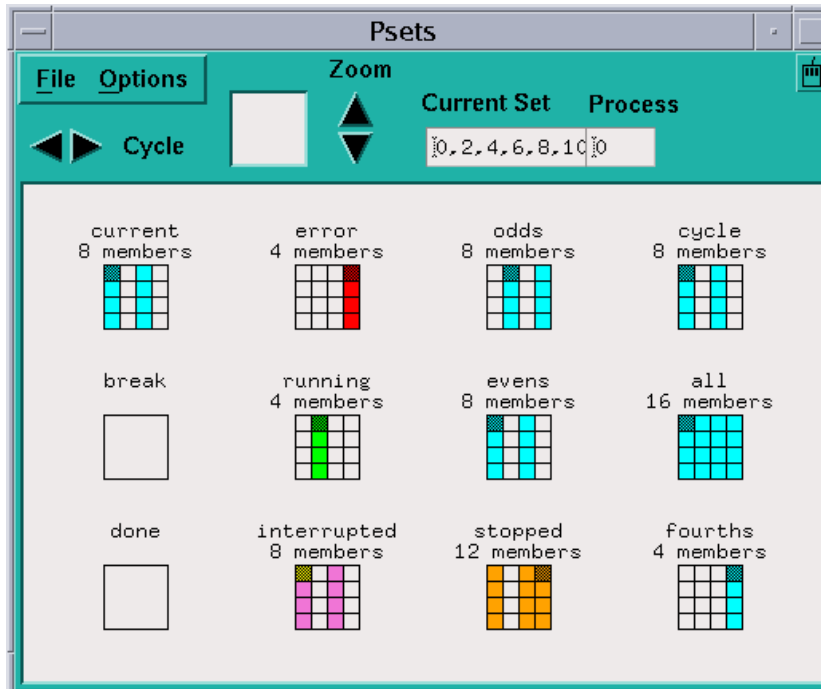 Psets
File Options
Zoom
Current Set
Process
Cycle
0,2,4,6,8,10
0
current
8 members
error
4 members
odds
8 members
cycle
8 members
break
running
4 members
evens
8 members
all
16 members
done
interrupted
8 members
stopped
12 members
fourths
4 members